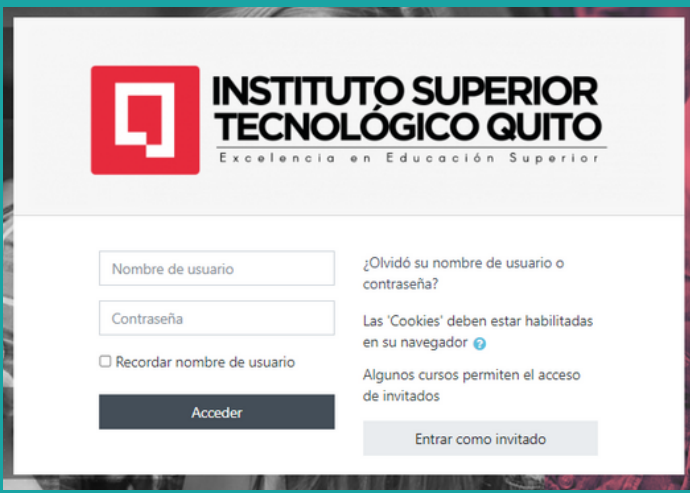 INSTITUTO SUPERIOR
TECNOLÓGICO QUITO
Excelencia en Educación Superior
Nombre de usuario
Contraseña
Recordar nombre de usuario
Acceder
¿Olvidó su nombre de usuario o
contraseña?
Las 'Cookies' deben estar habilitadas
en su navegador ?
Algunos cursos permiten el acceso
de invitados
Entrar como invitado